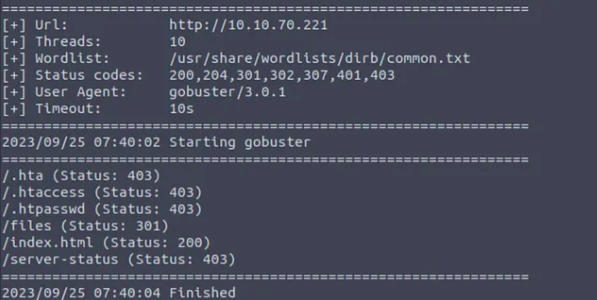 ===============================================================
[+] Url:            http://10.10.70.221
[+] Threads:        10
[+] Wordlist:       /usr/share/wordlists/dirb/common.txt
[+] Status codes:   200,204,301,302,307,401,403
[+] User Agent:     gobuster/3.0.1
[+] Timeout:        10s
===============================================================
2023/09/25 07:40:02 Starting gobuster
===============================================================
/.hta (Status: 403)
/.htaccess (Status: 403)
/.htpasswd (Status: 403)
/files (Status: 301)
/index.html (Status: 200)
/server-status (Status: 403)
===============================================================
2023/09/25 07:40:04 Finished